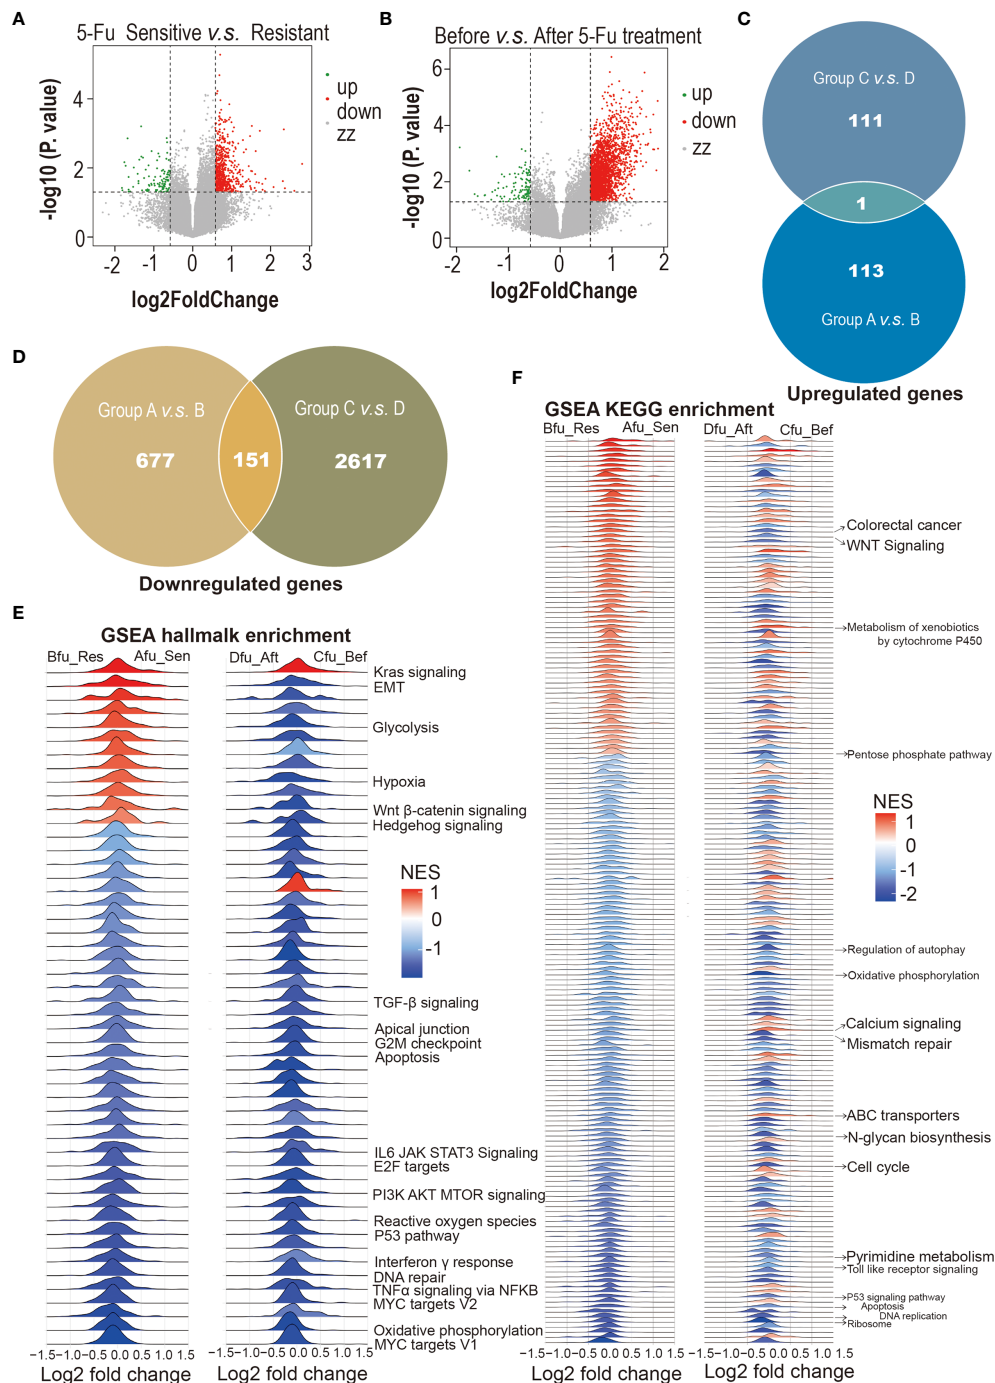 A
5-Fu Sensitive v.s. Resistant
-log10 (P. value)
4
2
0
-2
-1
0
1
2
3
log2FoldChange
up
down
zz
B
Before v.s. After 5-Fu treatment
-log10 (P. value)
6
4
2
0
-2
-1
0
1
2
log2FoldChange
up
down
zz
C
Group C v.s. D
111
1
113
Group A v.s. B
Upregulated genes
D
Group A v.s. B
677
151
Group C v.s. D
2617
Downregulated genes
E
GSEA hallmalk enrichment
Bfu_Res
Afu_Sen
Dfu_Aft
Cfu_Bef
Kras signaling
EMT
Glycolysis
Hypoxia
Wnt β-catenin signaling
Hedgehog signaling
NES
1
0
-1
TGF-β signaling
Apical junction
G2M checkpoint
Apoptosis
IL6 JAK STAT3 Signaling
E2F targets
PI3K AKT MTOR signaling
Reactive oxygen species
P53 pathway
Interferon γ response
DNA repair
TNFα signaling via NFKB
MYC targets V2
Oxidative phosphorylation
MYC targets V1
−1.5 −1.0 −0.5 0.0 0.5 1.0 1.5
Log2 fold change
−1.5 −1.0 −0.5 0.0 0.5 1.0 1.5
Log2 fold change
F
GSEA KEGG enrichment
Bfu_Res
Afu_Sen
Dfu_Aft
Cfu_Bef
Colorectal cancer
WNT Signaling
Metabolism of xenobiotics
by cytochrome P450
Pentose phosphate pathway
NES
1
0
-1
-2
Regulation of autophay
Oxidative phosphorylation
Calcium signaling
Mismatch repair
ABC transporters
N-glycan biosynthesis
Cell cycle
Pyrimidine metabolism
Toll like receptor signaling
P53 signaling pathway
Apoptosis
DNA replication
Ribosome
−1.5 −1.0 −0.5 0.0 0.5 1.0 1.5
Log2 fold change
−1.5 −1.0 −0.5 0.0 0.5 1.0 1.5
Log2 fold change